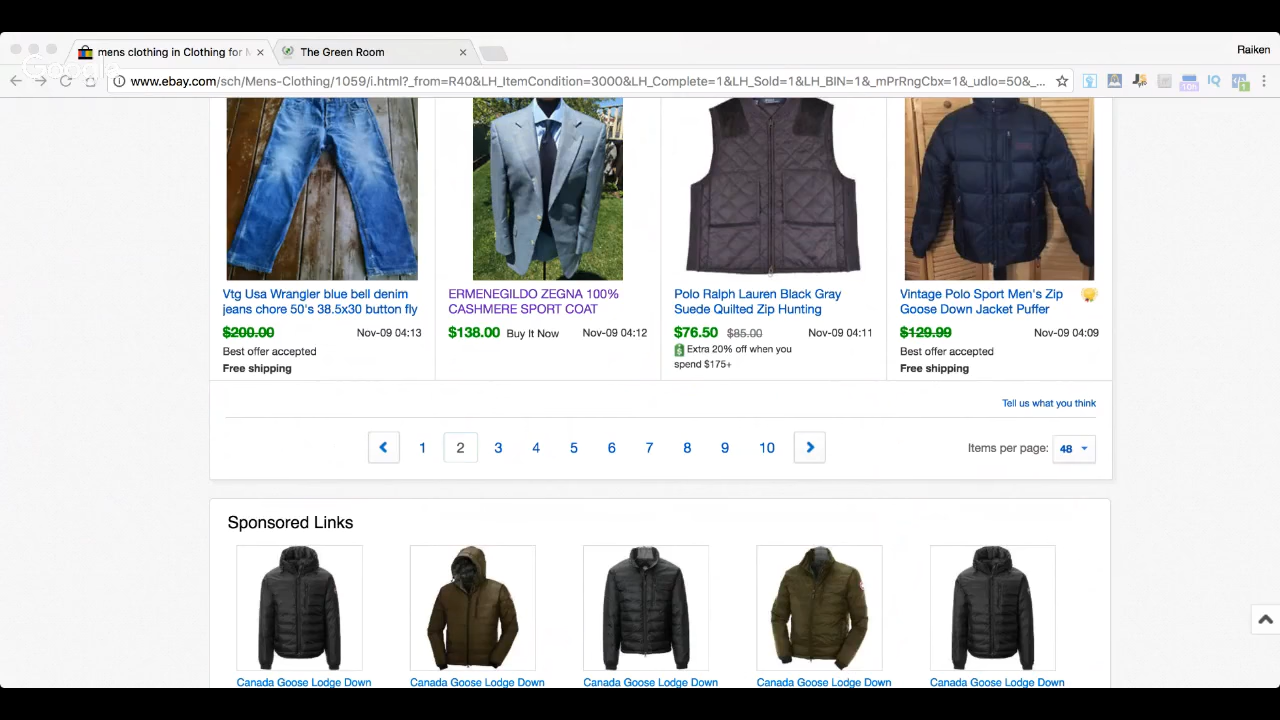 mens clothing in Clothing for M
The Green Room
Raiken
Google
www.ebay.com/sch/Mens-Clothing/1059/i.html?_from=R40&LH_ItemCondition=3000&LH_Complete=1&LH_Sold=1&LH_BIN=1&_mPrRngCbx=1&_udlo=50&_...
Vtg Usa Wrangler blue bell denim
jeans chore 50's 38.5x30 button fly
$200.00 Nov-09 04:13
Best offer accepted
Free shipping
ERMENEGILDO ZEGNA 100%
CASHMERE SPORT COAT
$138.00 Buy It Now Nov-09 04:12
Polo Ralph Lauren Black Gray
Suede Quilted Zip Hunting
$76.50 $85.00 Nov-09 04:11
Extra 20% off when you
spend $175+
Vintage Polo Sport Men's Zip
Goose Down Jacket Puffer
$129.99 Nov-09 04:09
Best offer accepted
Free shipping
Tell us what you think
1 2 3 4 5 6 7 8 9 10
Items per page: 48
Sponsored Links
Canada Goose Lodge Down
Canada Goose Lodge Down
Canada Goose Lodge Down
Canada Goose Lodge Down
Canada Goose Lodge Down